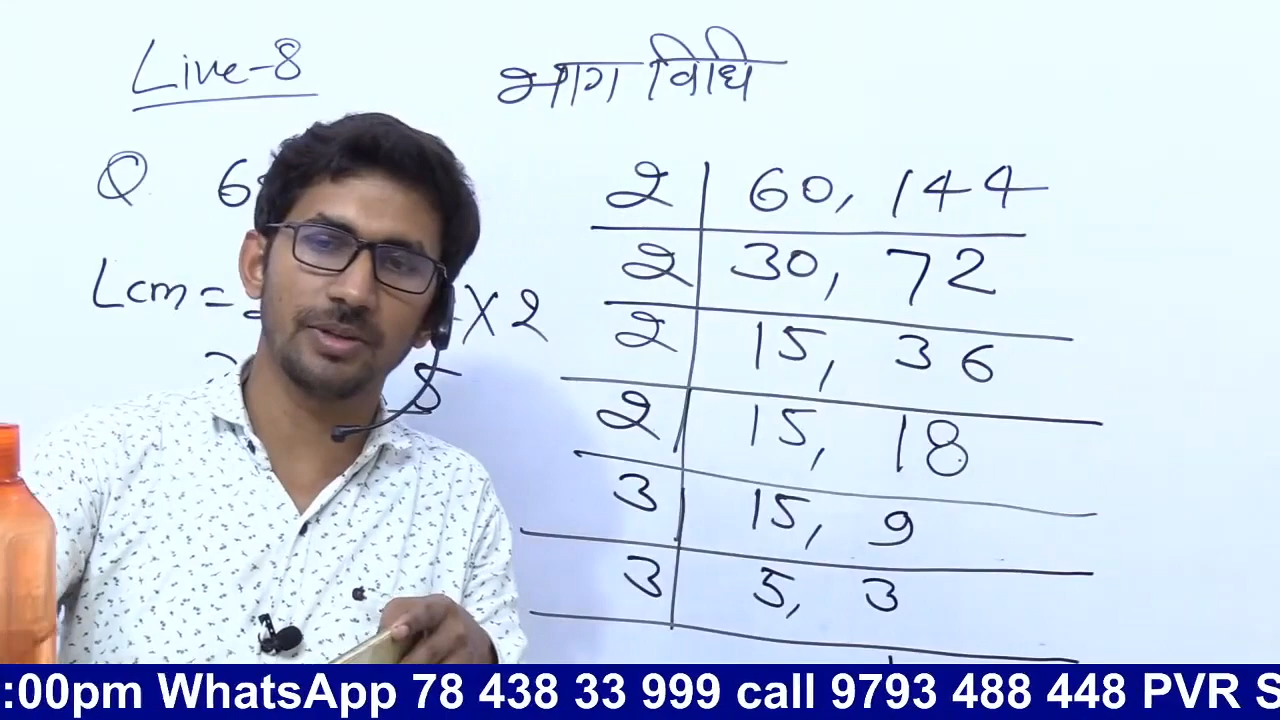 Live-8
भाग विधि
Q 6
Lcm =
× 2
5
2 | 60, 144
2 | 30, 72
2 | 15, 36
2 | 15, 18
3 | 15, 9
3 | 5, 3
:00pm WhatsApp 78 438 33 999 call 9793 488 448 PVR S